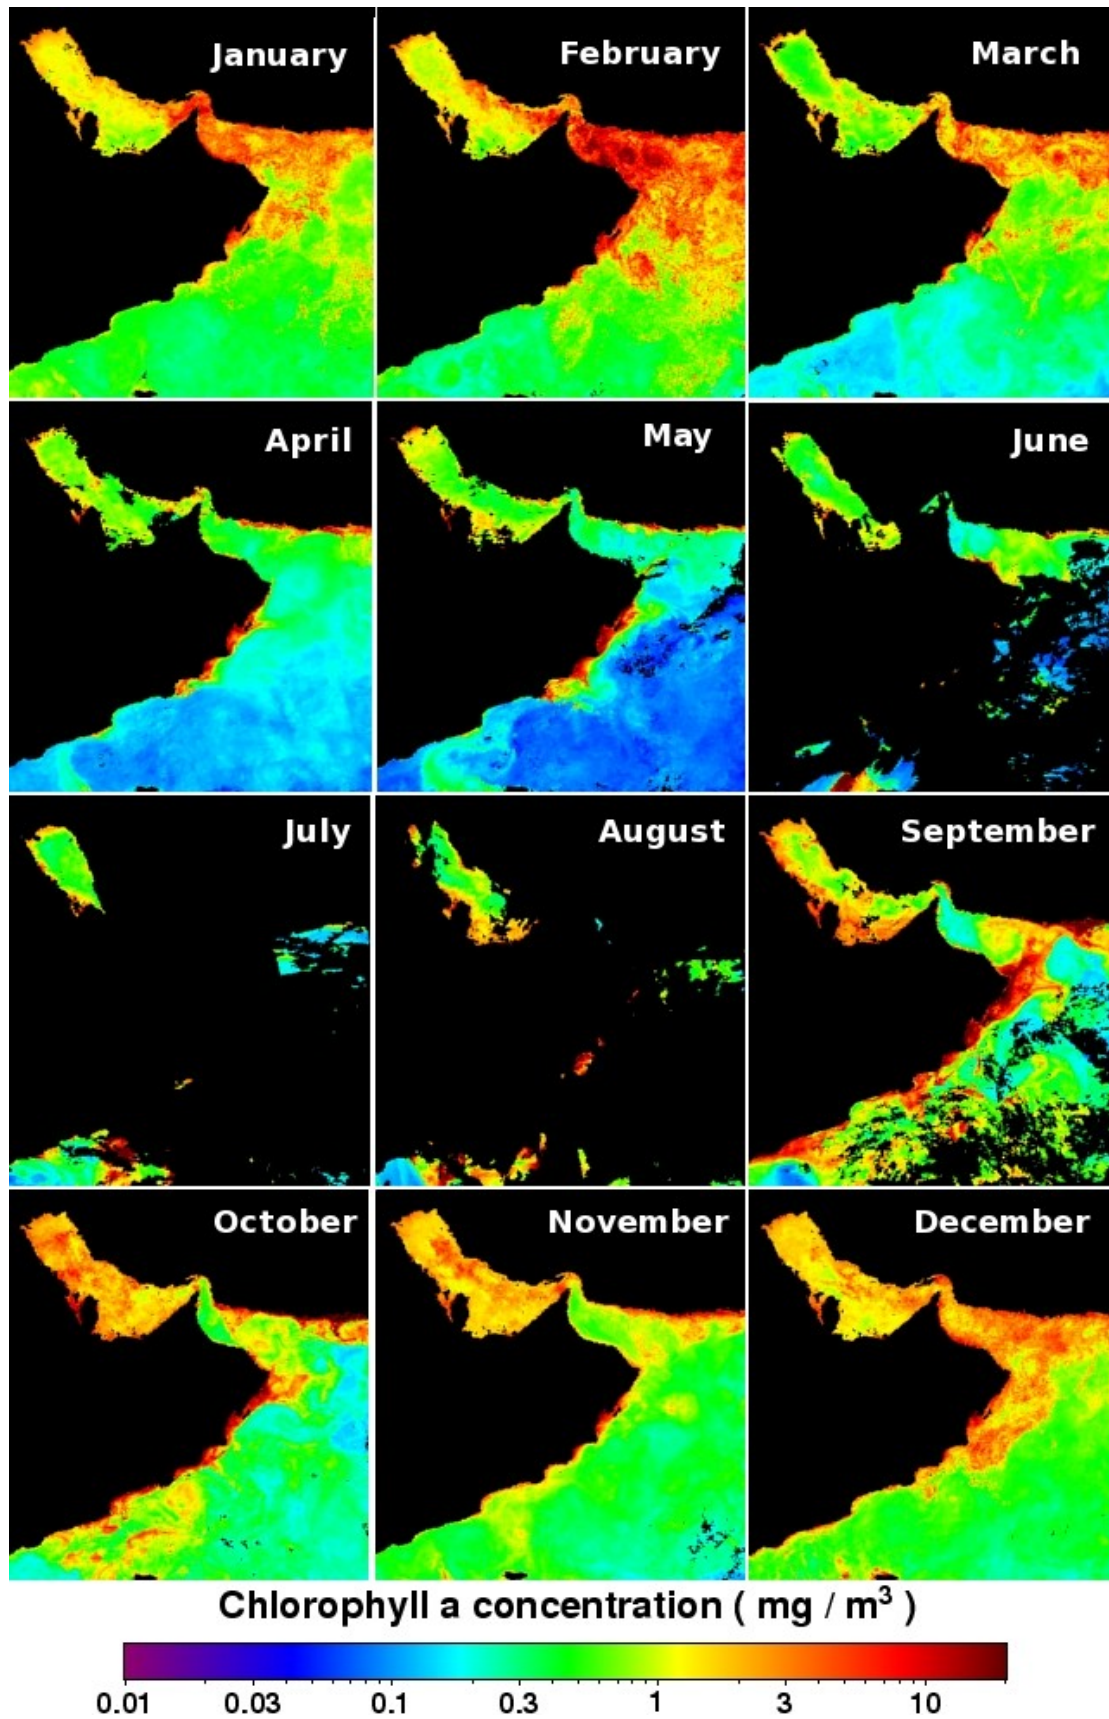 January
February
March
April
May
June
July
August
September
October
November
December
Chlorophyll a concentration ( mg / m³ )
0.01 0.03 0.1 0.3 1 3 10